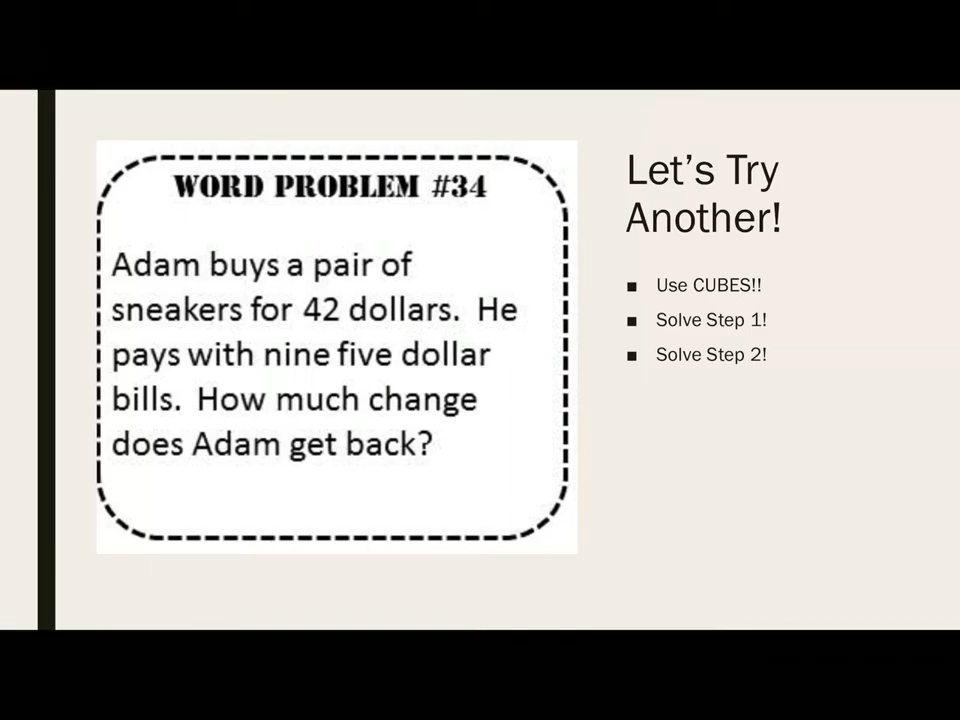 WORD PROBLEM #34
Adam buys a pair of
sneakers for 42 dollars.  He
pays with nine five dollar
bills.  How much change
does Adam get back?
Let's Try
Another!
■ Use CUBES!!
■ Solve Step 1!
■ Solve Step 2!